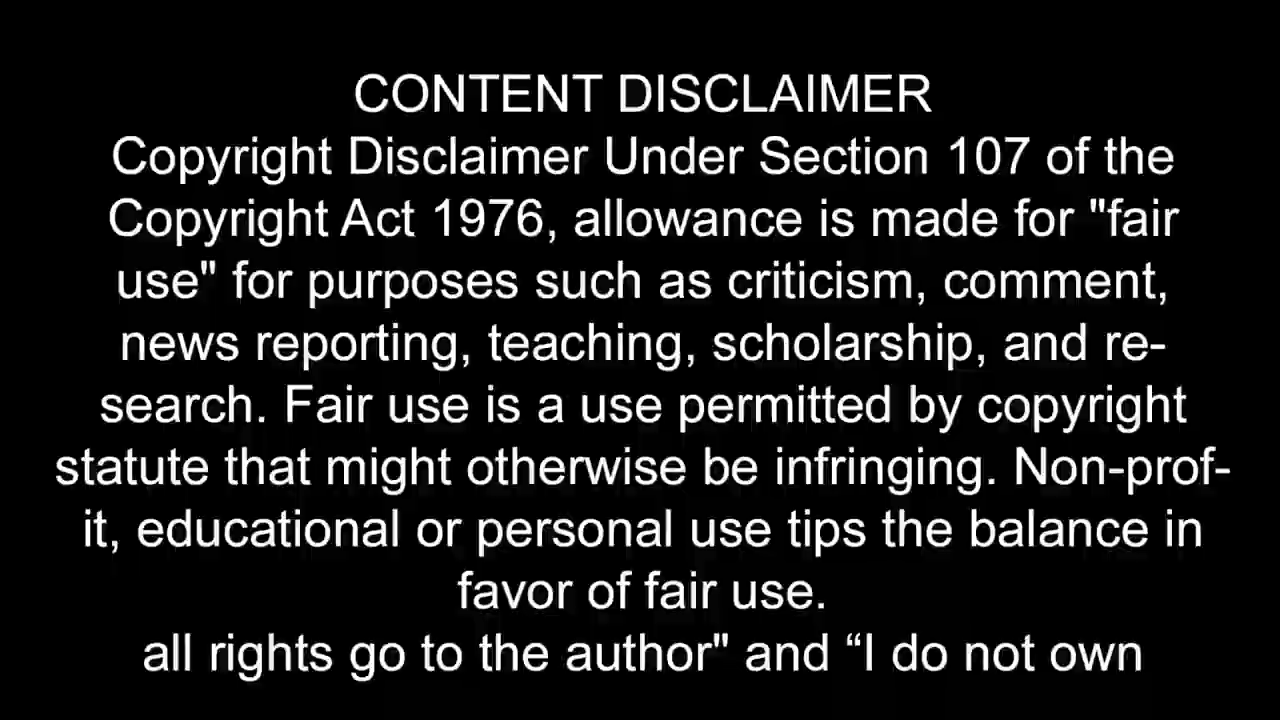 CONTENT DISCLAIMER
Copyright Disclaimer Under Section 107 of the
Copyright Act 1976, allowance is made for "fair
use" for purposes such as criticism, comment,
news reporting, teaching, scholarship, and re-
search. Fair use is a use permitted by copyright
statute that might otherwise be infringing. Non-prof-
it, educational or personal use tips the balance in
favor of fair use.
all rights go to the author" and “I do not own